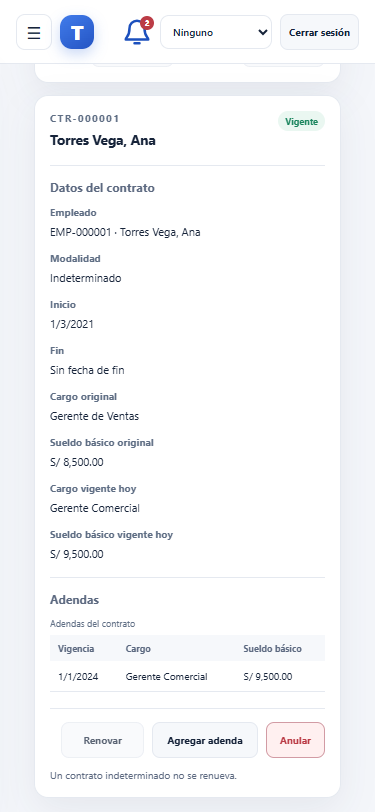 ☰
T
2
Ninguno
Cerrar sesión
CTR-000001
Vigente
Torres Vega, Ana
Datos del contrato
Empleado
EMP-000001 · Torres Vega, Ana
Modalidad
Indeterminado
Inicio
1/3/2021
Fin
Sin fecha de fin
Cargo original
Gerente de Ventas
Sueldo básico original
S/ 8,500.00
Cargo vigente hoy
Gerente Comercial
Sueldo básico vigente hoy
S/ 9,500.00
Adendas
Adendas del contrato
Vigencia Cargo Sueldo básico
1/1/2024 Gerente Comercial S/ 9,500.00
Renovar Agregar adenda Anular
Un contrato indeterminado no se renueva.